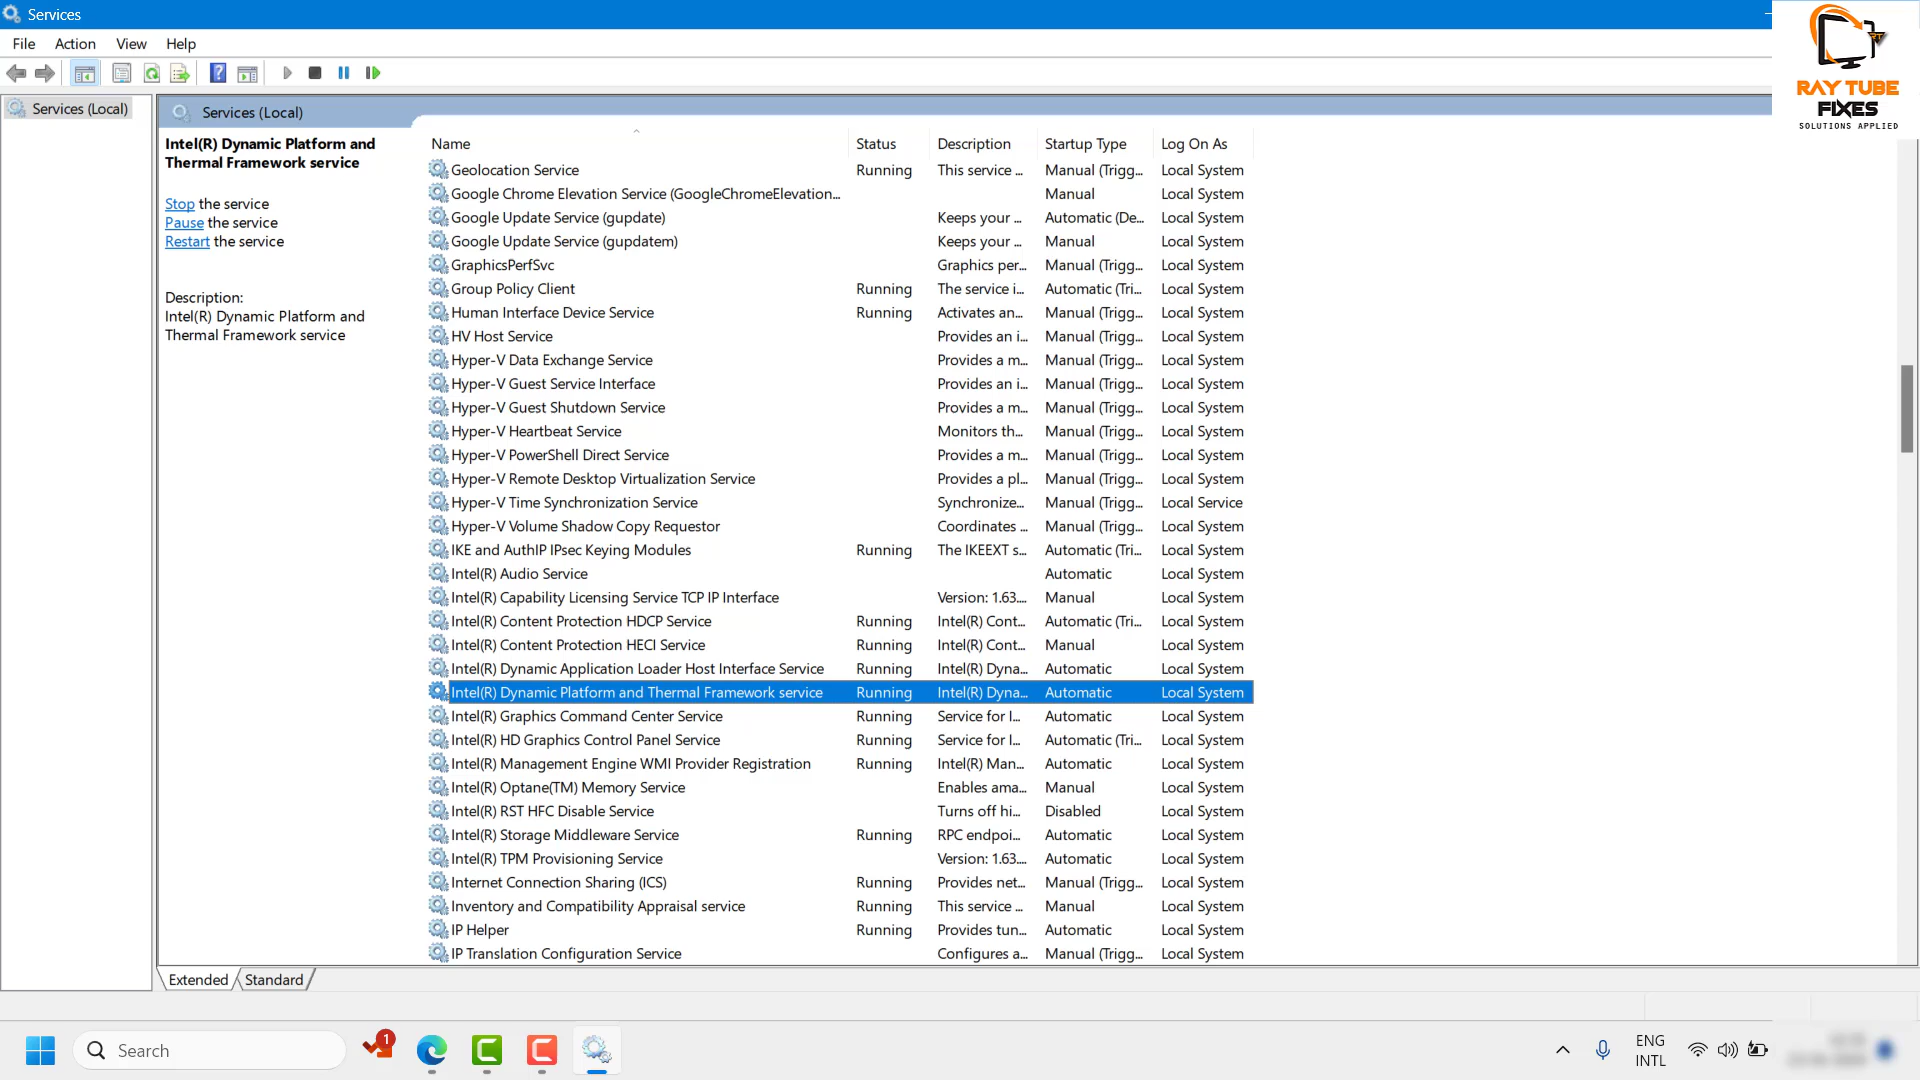 Services
RAY TUBE
FIXES
SOLUTIONS APPLIED
File Action View Help
Services (Local)
Services (Local)
Intel(R) Dynamic Platform and
Thermal Framework service
Stop the service
Pause the service
Restart the service
Description:
Intel(R) Dynamic Platform and
Thermal Framework service
Name Status Description Startup Type Log On As
Geolocation Service Running This service ... Manual (Trigg... Local System
Google Chrome Elevation Service (GoogleChromeElevation... Manual Local System
Google Update Service (gupdate) Keeps your ... Automatic (De... Local System
Google Update Service (gupdatem) Keeps your ... Manual Local System
GraphicsPerfSvc Graphics per... Manual (Trigg... Local System
Group Policy Client Running The service i... Automatic (Tri... Local System
Human Interface Device Service Running Activates an... Manual (Trigg... Local System
HV Host Service Provides an i... Manual (Trigg... Local System
Hyper-V Data Exchange Service Provides a m... Manual (Trigg... Local System
Hyper-V Guest Service Interface Provides an i... Manual (Trigg... Local System
Hyper-V Guest Shutdown Service Provides a m... Manual (Trigg... Local System
Hyper-V Heartbeat Service Monitors th... Manual (Trigg... Local System
Hyper-V PowerShell Direct Service Provides a m... Manual (Trigg... Local System
Hyper-V Remote Desktop Virtualization Service Provides a pl... Manual (Trigg... Local System
Hyper-V Time Synchronization Service Synchronize... Manual (Trigg... Local Service
Hyper-V Volume Shadow Copy Requestor Coordinates ... Manual (Trigg... Local System
IKE and AuthIP IPsec Keying Modules Running The IKEEXT s... Automatic (Tri... Local System
Intel(R) Audio Service Automatic Local System
Intel(R) Capability Licensing Service TCP IP Interface Version: 1.63.... Manual Local System
Intel(R) Content Protection HDCP Service Running Intel(R) Cont... Automatic (Tri... Local System
Intel(R) Content Protection HECI Service Running Intel(R) Cont... Manual Local System
Intel(R) Dynamic Application Loader Host Interface Service Running Intel(R) Dyna... Automatic Local System
Intel(R) Dynamic Platform and Thermal Framework service Running Intel(R) Dyna... Automatic Local System
Intel(R) Graphics Command Center Service Running Service for I... Automatic Local System
Intel(R) HD Graphics Control Panel Service Running Service for I... Automatic (Tri... Local System
Intel(R) Management Engine WMI Provider Registration Running Intel(R) Man... Automatic Local System
Intel(R) Optane(TM) Memory Service Enables ama... Manual Local System
Intel(R) RST HFC Disable Service Turns off hi... Disabled Local System
Intel(R) Storage Middleware Service Running RPC endpoi... Automatic Local System
Intel(R) TPM Provisioning Service Version: 1.63.... Automatic Local System
Internet Connection Sharing (ICS) Running Provides net... Manual (Trigg... Local System
Inventory and Compatibility Appraisal service Running This service ... Manual Local System
IP Helper Running Provides tun... Automatic Local System
IP Translation Configuration Service Configures a... Manual (Trigg... Local System
Extended Standard
Search
1
ENG
INTL